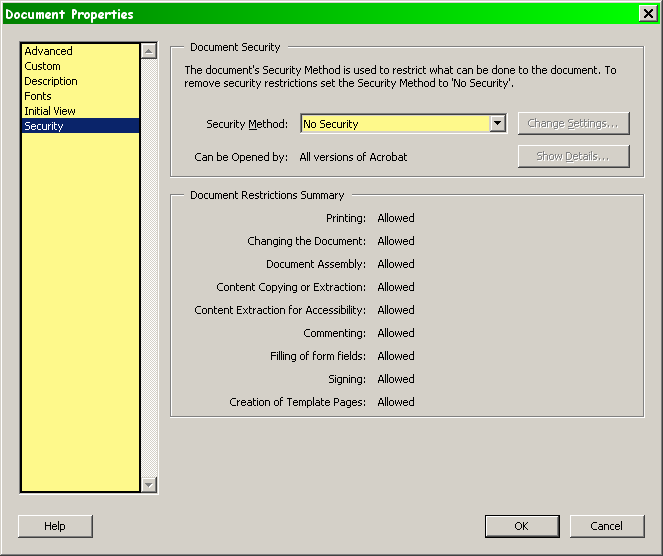 Document Properties
Advanced
Custom
Description
Fonts
Initial View
Security
Document Security
The document's Security Method is used to restrict what can be done to the document. To
remove security restrictions set the Security Method to 'No Security'.
Security Method: No Security Change Settings...
Can be Opened by: All versions of Acrobat Show Details...
Document Restrictions Summary
Printing: Allowed
Changing the Document: Allowed
Document Assembly: Allowed
Content Copying or Extraction: Allowed
Content Extraction for Accessibility: Allowed
Commenting: Allowed
Filling of form fields: Allowed
Signing: Allowed
Creation of Template Pages: Allowed
Help OK Cancel